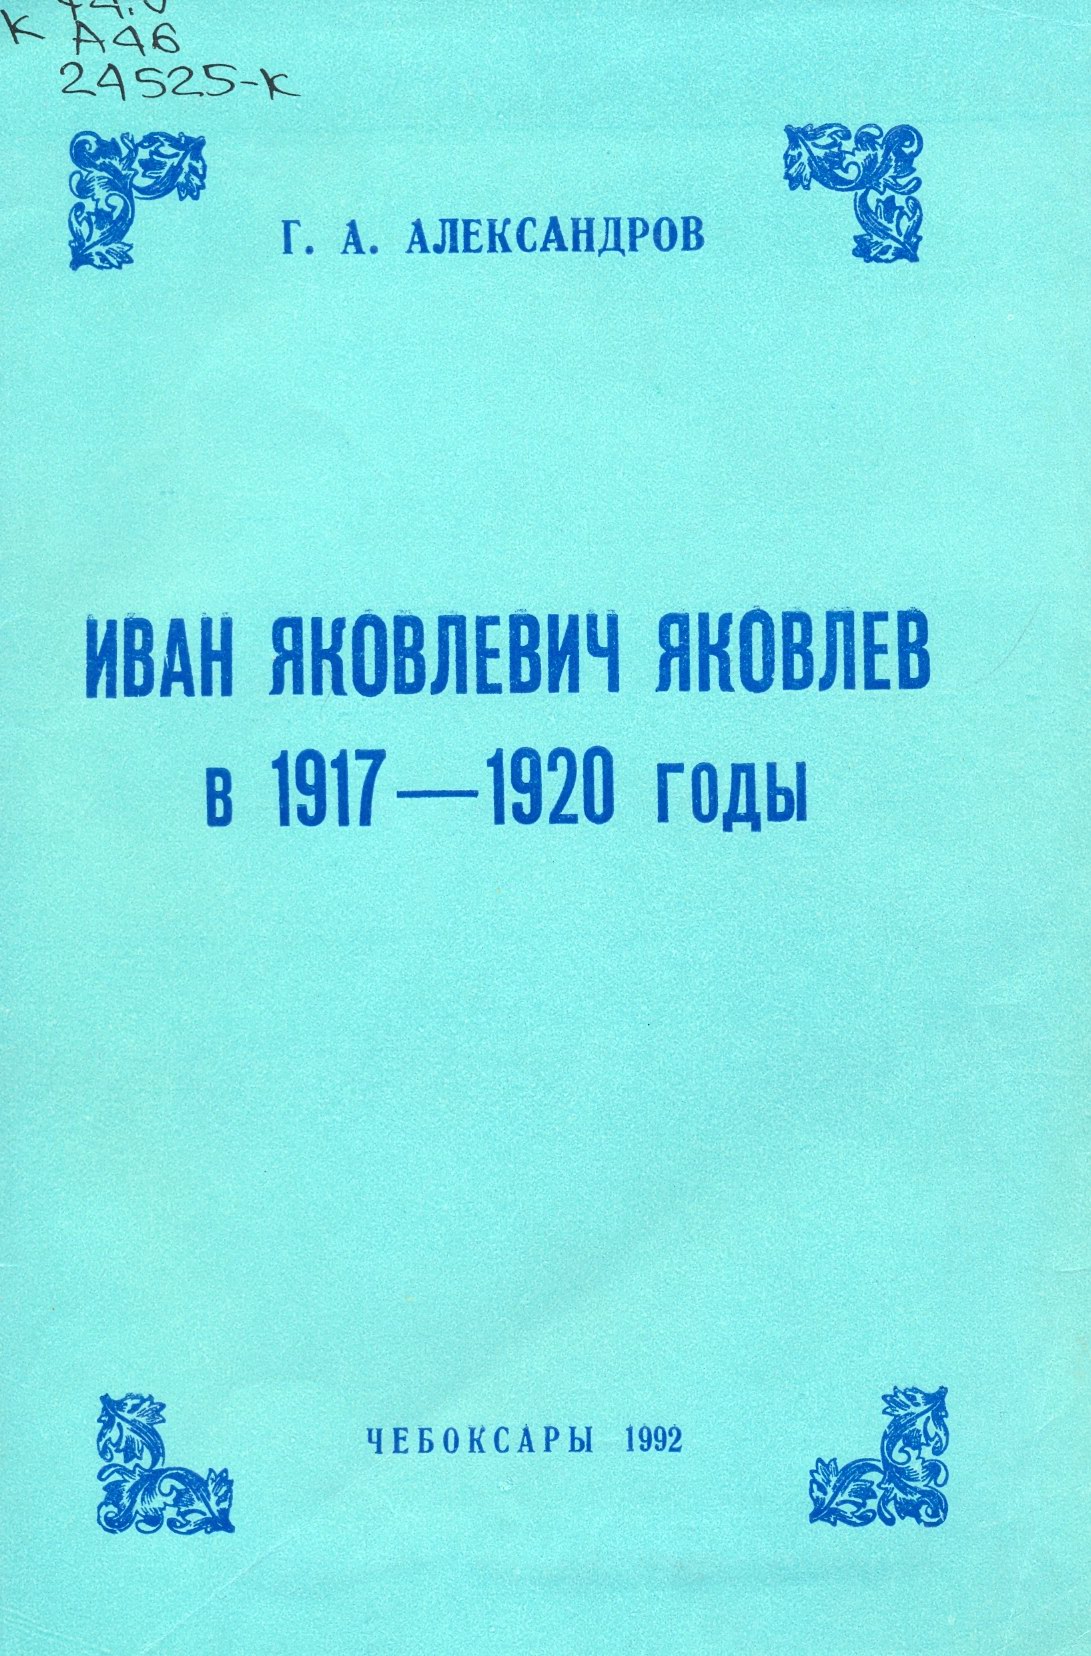 К
А46
24525-К
Г. А. АЛЕКСАНДРОВ
ИВАН ЯКОВЛЕВИЧ ЯКОВЛЕВ
в 1917—1920 годы
ЧЕБОКСАРЫ 1992